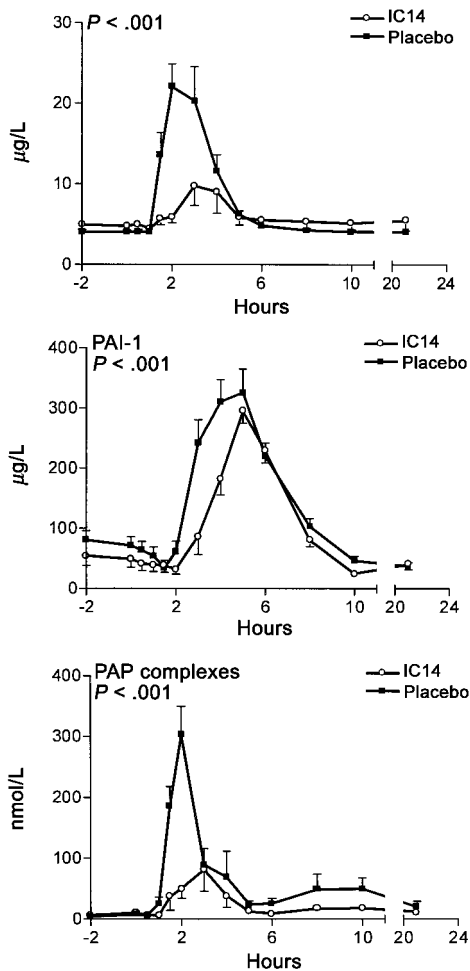 P < .001
IC14
Placebo
30
20
10
0
µg/L
-2 2 6 10 20 24
Hours
PAI-1
P < .001
IC14
Placebo
400
300
200
100
0
µg/L
-2 2 6 10 20 24
Hours
PAP complexes
P < .001
IC14
Placebo
400
300
200
100
0
nmol/L
-2 2 6 10 20 24
Hours